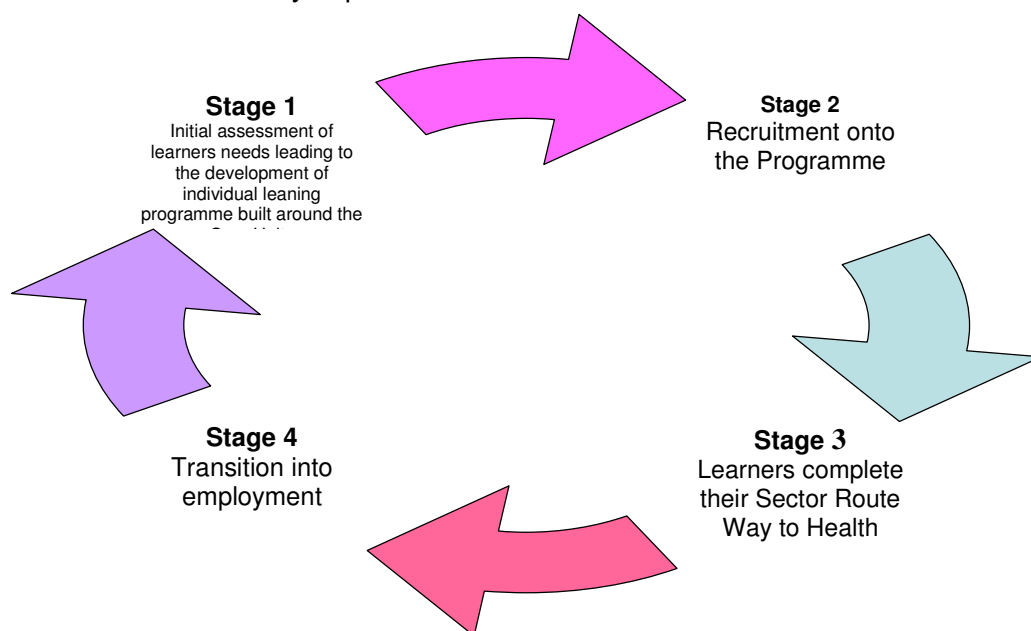 Stage 1
Initial assessment of
learners needs leading to
the development of
individual leaning
programme built around the
Stage 2
Recruitment onto
the Programme
Stage 3
Learners complete
their Sector Route
Way to Health
Stage 4
Transition into
employment